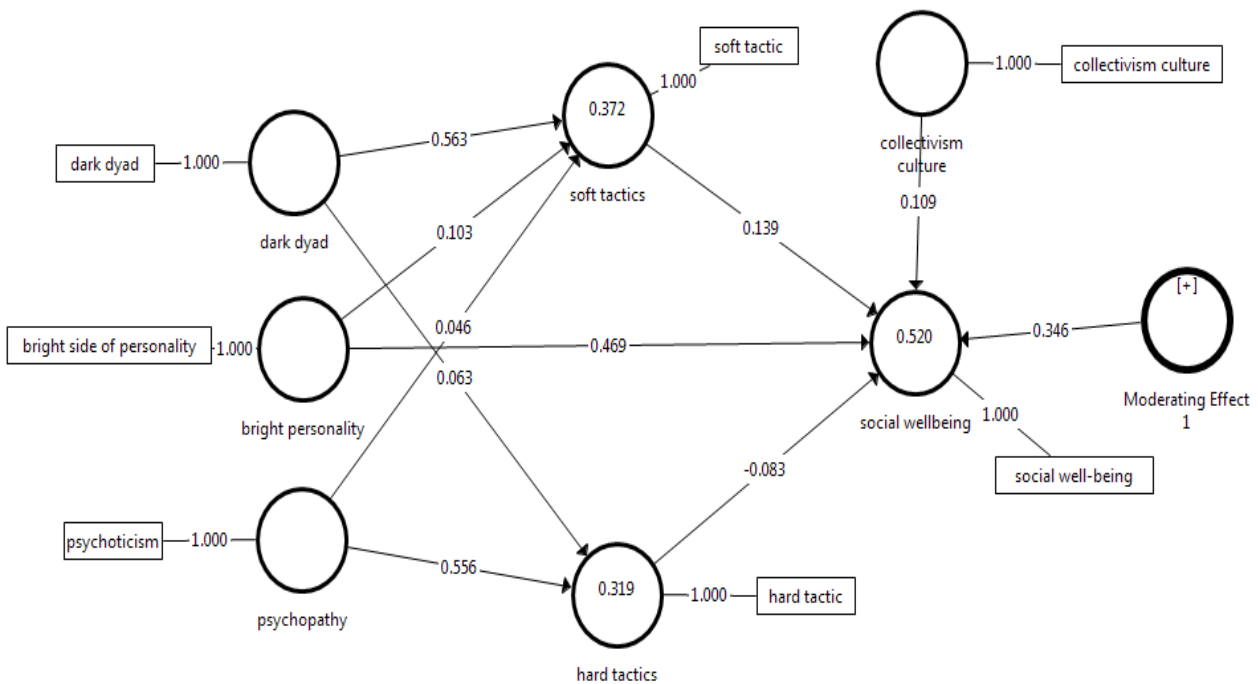 soft tactic
1.000
0.372
soft tactics
1.000
collectivism culture
collectivism
culture
dark dyad
1.000
dark dyad
0.563
0.109
0.103
0.139
[+]
bright side of personality
1.000
bright personality
0.046
0.469
0.063
0.520
social wellbeing
0.346
Moderating Effect
1
1.000
social well-being
-0.083
psychoticism
1.000
psychopathy
0.556
0.319
hard tactics
1.000
hard tactic